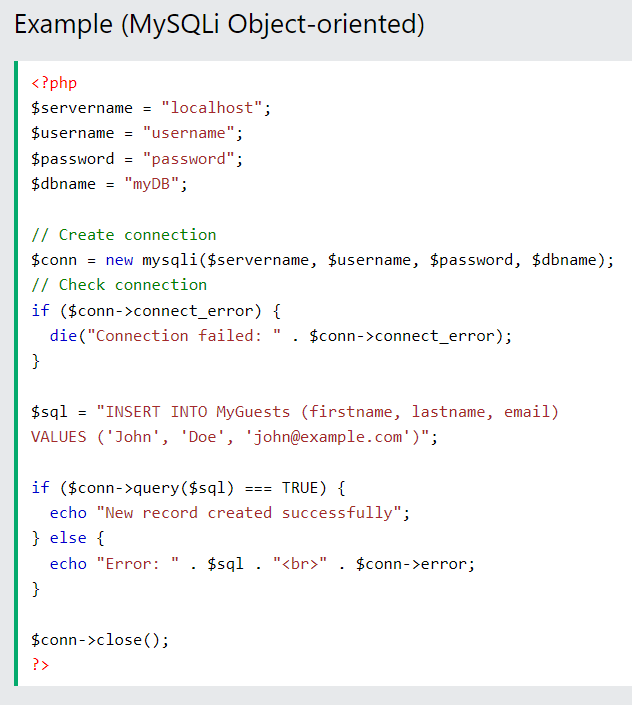 Example (MySQLi Object-oriented)
<?php
$servername = "localhost";
$username = "username";
$password = "password";
$dbname = "myDB";
// Create connection
$conn = new mysqli($servername, $username, $password, $dbname);
// Check connection
if ($conn->connect_error) {
  die("Connection failed: " . $conn->connect_error);
}
$sql = "INSERT INTO MyGuests (firstname, lastname, email)
VALUES ('John', 'Doe', 'john@example.com')";
if ($conn->query($sql) === TRUE) {
  echo "New record created successfully";
} else {
  echo "Error: " . $sql . "<br>" . $conn->error;
}
$conn->close();
?>